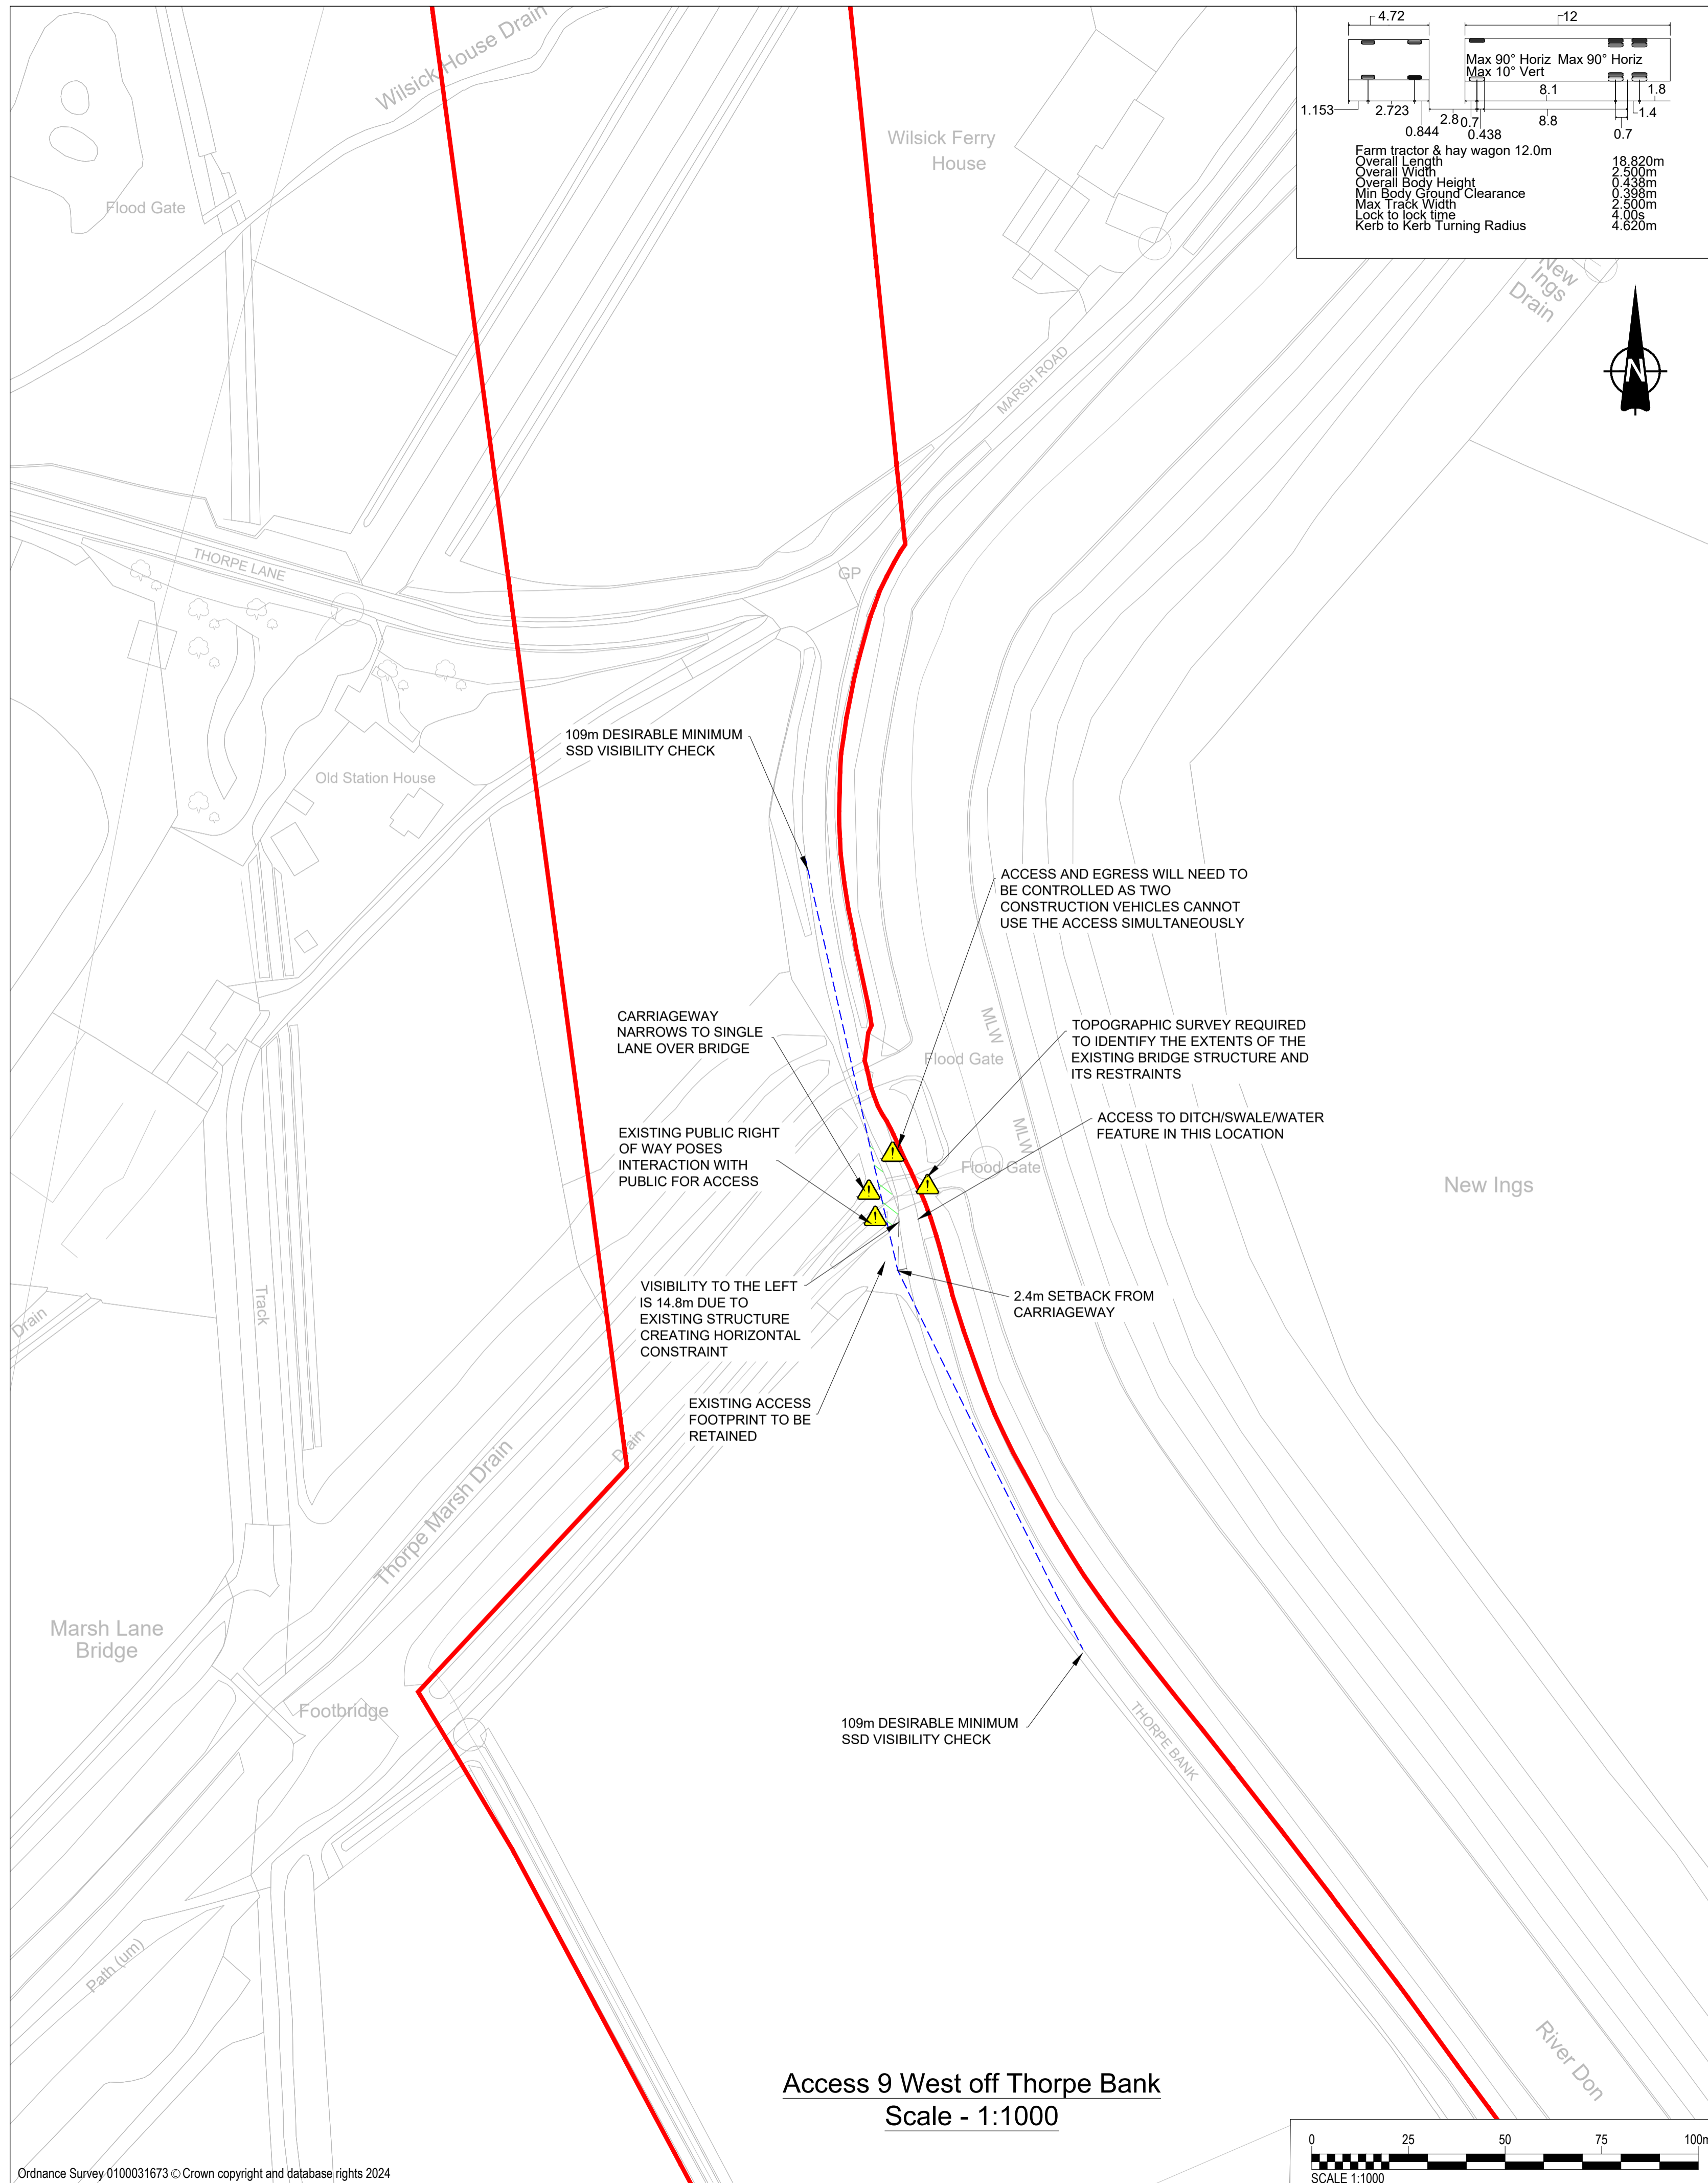 4.72
12
Max 90° Horiz Max 90° Horiz
Max 10° Vert
8.1
1.8
1.153
2.723
0.844
2.8
0.7
0.438
8.8
1.4
0.7
Farm tractor & hay wagon 12.0m
Overall Length 18.820m
Overall Width 2.500m
Overall Body Height 0.438m
Min Body Ground Clearance 0.398m
Max Track Width 2.500m
Lock to lock time 4.00s
Kerb to Kerb Turning Radius 4.620m
Wilsick House Drain
Wilsick Ferry
House
Flood Gate
New
Ings
Drain
N
MARSH ROAD
THORPE LANE
GP
109m DESIRABLE MINIMUM
SSD VISIBILITY CHECK
Old Station House
ACCESS AND EGRESS WILL NEED TO
BE CONTROLLED AS TWO
CONSTRUCTION VEHICLES CANNOT
USE THE ACCESS SIMULTANEOUSLY
CARRIAGEWAY
NARROWS TO SINGLE
LANE OVER BRIDGE
MLW
TOPOGRAPHIC SURVEY REQUIRED
TO IDENTIFY THE EXTENTS OF THE
EXISTING BRIDGE STRUCTURE AND
ITS RESTRAINTS
Flood Gate
EXISTING PUBLIC RIGHT
OF WAY POSES
INTERACTION WITH
PUBLIC FOR ACCESS
MLW
ACCESS TO DITCH/SWALE/WATER
FEATURE IN THIS LOCATION
Flood Gate
New Ings
VISIBILITY TO THE LEFT
IS 14.8m DUE TO
EXISTING STRUCTURE
CREATING HORIZONTAL
CONSTRAINT
2.4m SETBACK FROM
CARRIAGEWAY
Track
Drain
EXISTING ACCESS
FOOTPRINT TO BE
RETAINED
Drain
Thorpe Marsh Drain
Marsh Lane
Bridge
Footbridge
109m DESIRABLE MINIMUM
SSD VISIBILITY CHECK
THORPE BANK
Path (um)
River Don
Access 9 West off Thorpe Bank
Scale - 1:1000
0 25 50 75 100m
SCALE 1:1000
Ordnance Survey 0100031673 © Crown copyright and database rights 2024